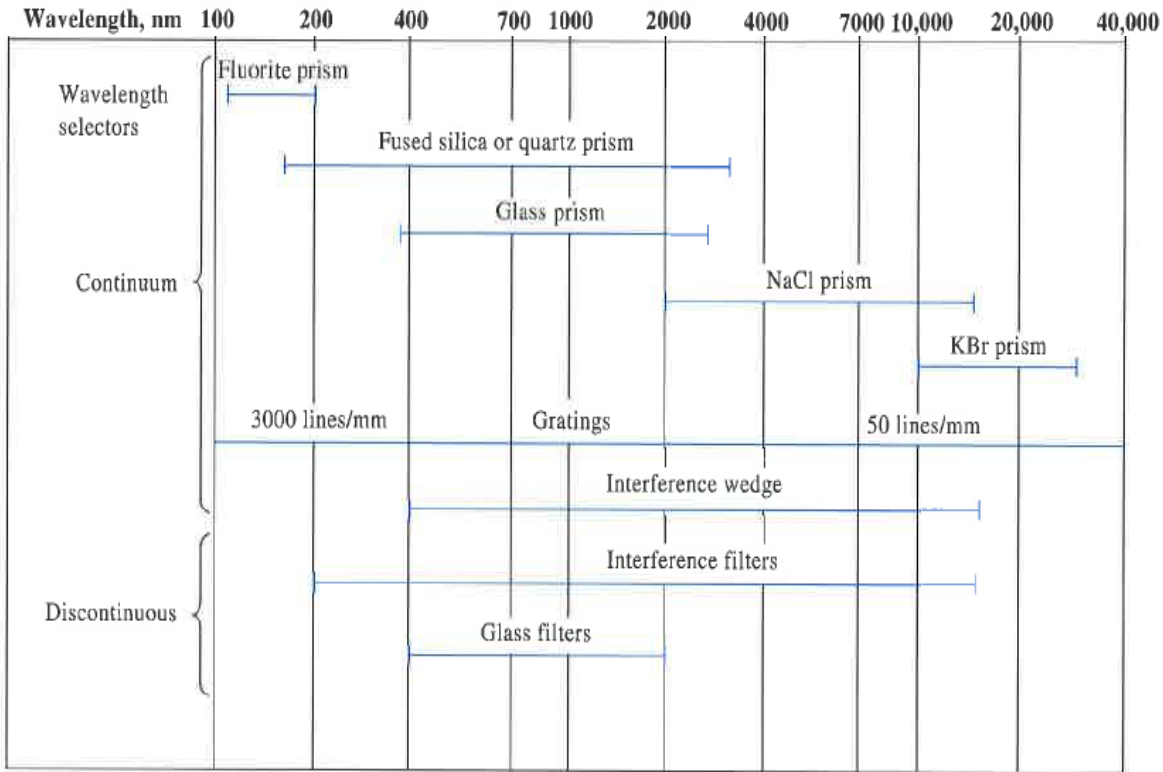 Wavelength, nm 100 200 400 700 1000 2000 4000 7000 10,000 20,000 40,000
Fluorite prism
Wavelength
selectors
Fused silica or quartz prism
Glass prism
Continuum
NaCl prism
KBr prism
3000 lines/mm Gratings 50 lines/mm
Interference wedge
Interference filters
Discontinuous
Glass filters